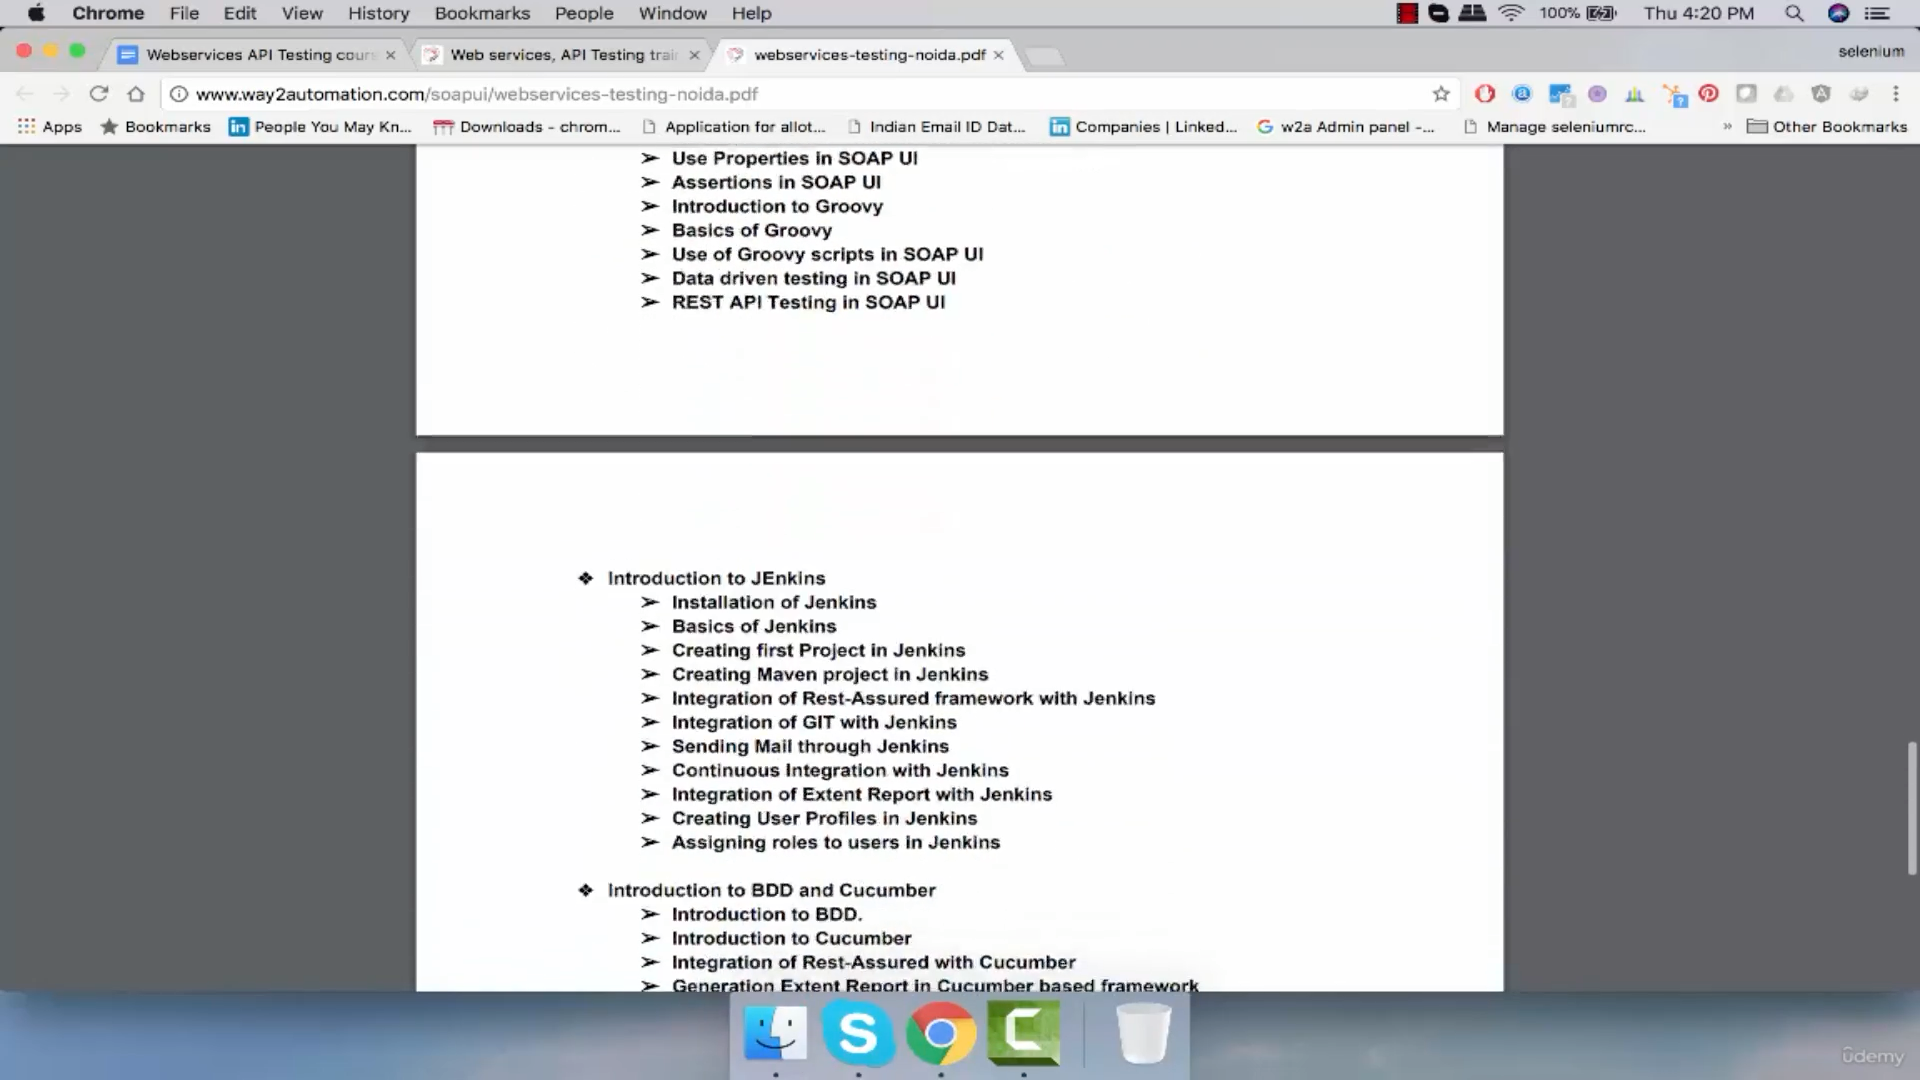 Chrome File Edit View History Bookmarks People Window Help 100% Thu 4:20 PM
Webservices API Testing cours Web services, API Testing train webservices-testing-noida.pdf selenium
www.way2automation.com/soapui/webservices-testing-noida.pdf
Apps Bookmarks People You May Kn... Downloads - chrom... Application for allot... Indian Email ID Dat... Companies | Linked... w2a Admin panel -... Manage seleniumrc... » Other Bookmarks
➢ Use Properties in SOAP UI
➢ Assertions in SOAP UI
➢ Introduction to Groovy
➢ Basics of Groovy
➢ Use of Groovy scripts in SOAP UI
➢ Data driven testing in SOAP UI
➢ REST API Testing in SOAP UI
❖ Introduction to JEnkins
➢ Installation of Jenkins
➢ Basics of Jenkins
➢ Creating first Project in Jenkins
➢ Creating Maven project in Jenkins
➢ Integration of Rest-Assured framework with Jenkins
➢ Integration of GIT with Jenkins
➢ Sending Mail through Jenkins
➢ Continuous Integration with Jenkins
➢ Integration of Extent Report with Jenkins
➢ Creating User Profiles in Jenkins
➢ Assigning roles to users in Jenkins
❖ Introduction to BDD and Cucumber
➢ Introduction to BDD.
➢ Introduction to Cucumber
➢ Integration of Rest-Assured with Cucumber
➢ Generation Extent Report in Cucumber based framework
udemy